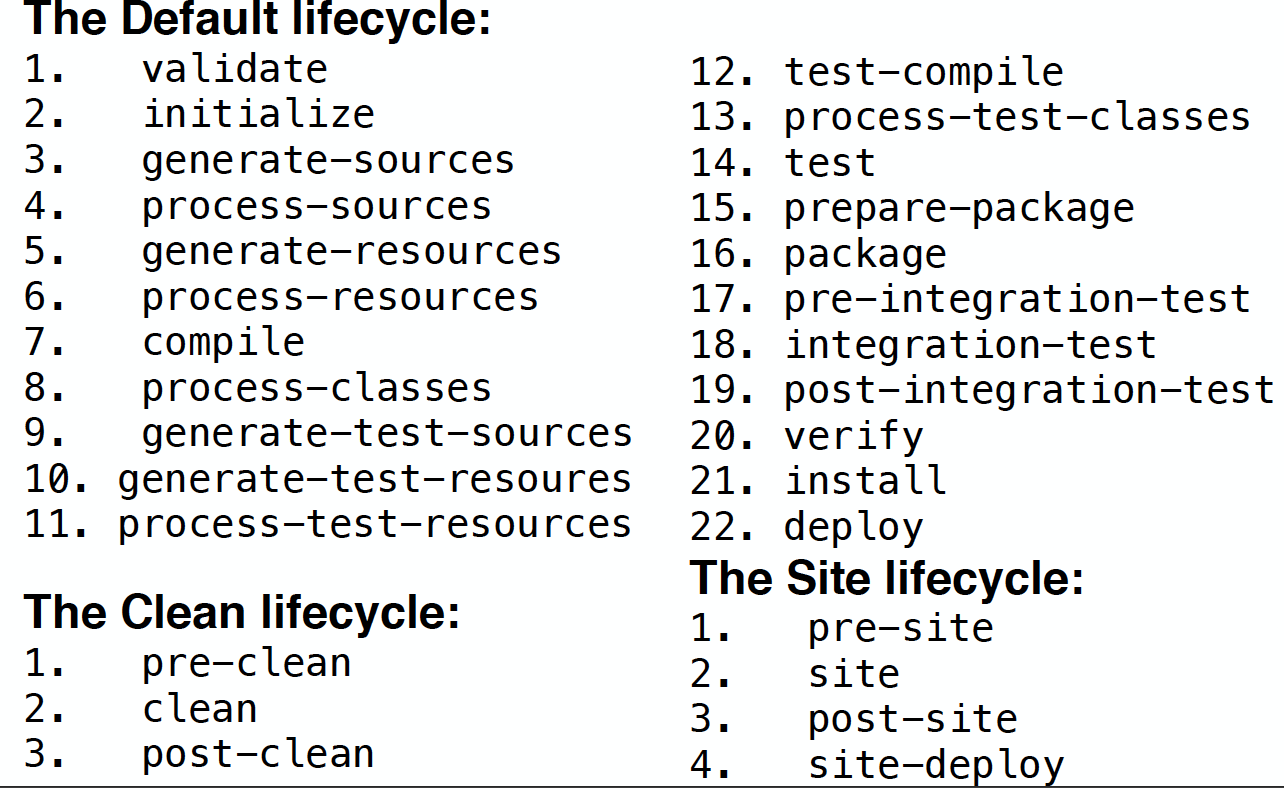 The Default lifecycle:
1. validate
2. initialize
3. generate-sources
4. process-sources
5. generate-resources
6. process-resources
7. compile
8. process-classes
9. generate-test-sources
10. generate-test-resoures
11. process-test-resources
12. test-compile
13. process-test-classes
14. test
15. prepare-package
16. package
17. pre-integration-test
18. integration-test
19. post-integration-test
20. verify
21. install
22. deploy
The Clean lifecycle:
1. pre-clean
2. clean
3. post-clean
The Site lifecycle:
1. pre-site
2. site
3. post-site
4. site-deploy